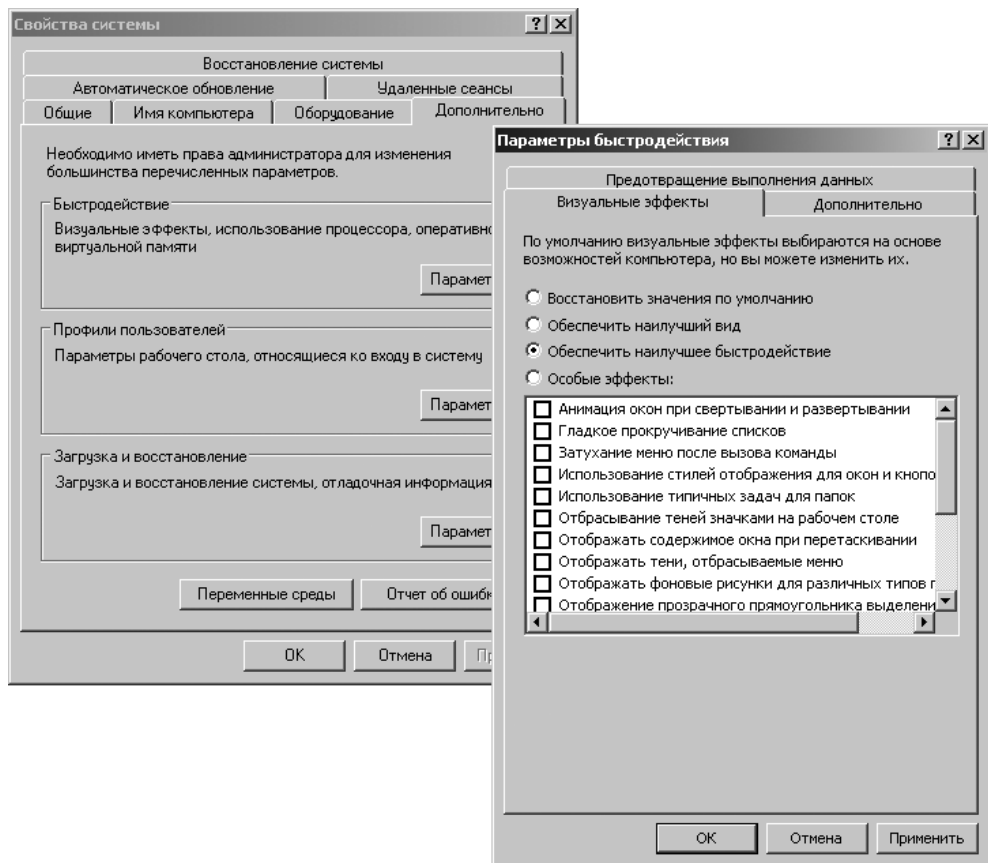 Свойства системы
Восстановление системы
Автоматическое обновление
Удаленные сеансы
Общие
Имя компьютера
Оборудование
Дополнительно
Необходимо иметь права администратора для изменения
большинства перечисленных параметров.
Быстродействие
Визуальные эффекты, использование процессора, оперативно
виртуальной памяти
Парамет
Профили пользователей
Параметры рабочего стола, относящиеся ко входу в систему
Парамет
Загрузка и восстановление
Загрузка и восстановление системы, отладочная информация
Парамет
Переменные среды
Отчет об ошибк
ОК
Отмена
Пр
Параметры быстродействия
Предотвращение выполнения данных
Визуальные эффекты
Дополнительно
По умолчанию визуальные эффекты выбираются на основе
возможностей компьютера, но вы можете изменить их.
Восстановить значения по умолчанию
Обеспечить наилучший вид
Обеспечить наилучшее быстродействие
Особые эффекты:
Анимация окон при свертывании и развертывании
Гладкое прокручивание списков
Затухание меню после вызова команды
Использование стилей отображения для окон и кнопо
Использование типичных задач для папок
Отбрасывание теней значками на рабочем столе
Отображать содержимое окна при перетаскивании
Отображать тени, отбрасываемые меню
Отображать фоновые рисунки для различных типов п
Отображение прозрачного прямоугольника выделени
ОК
Отмена
Применить